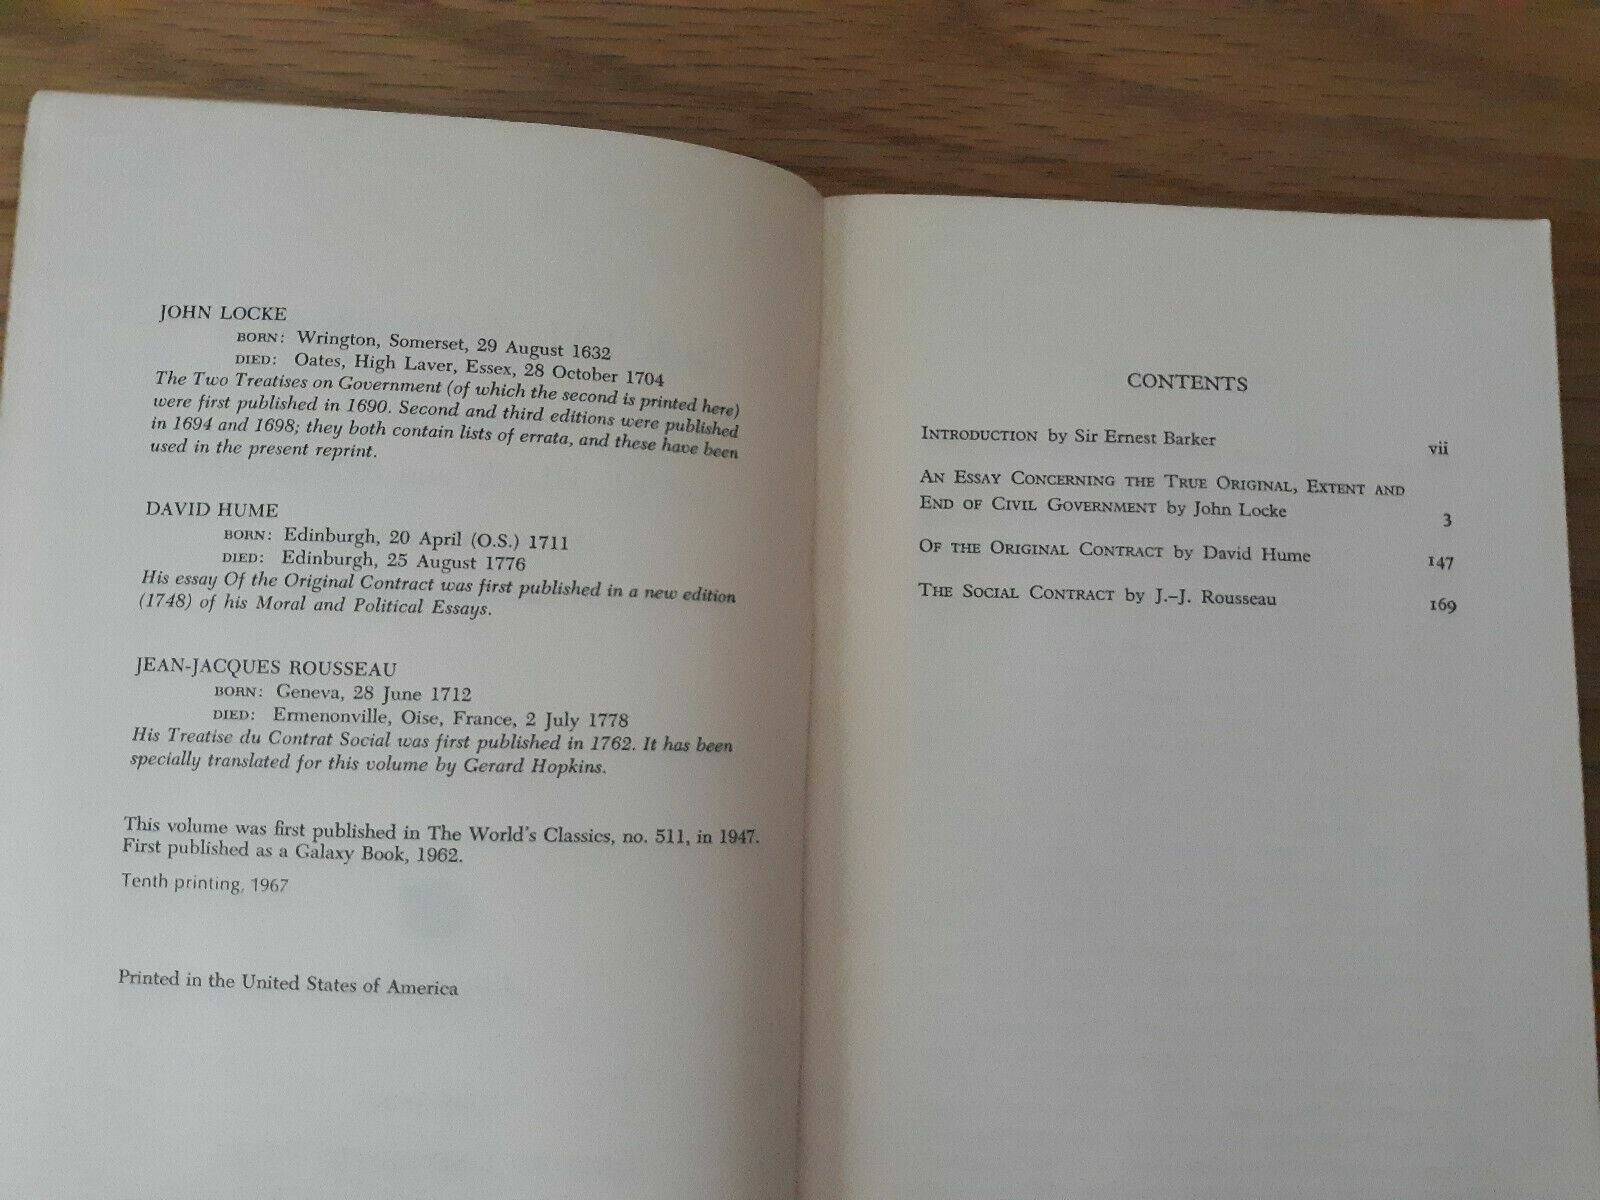 JOHN LOCKE
BORN: Wrington, Somerset, 29 August 1632
DIED: Oates, High Laver, Essex, 28 October 1704
The Two Treatises on Government (of which the second is printed here)
were first published in 1690. Second and third editions were published
in 1694 and 1698; they both contain lists of errata, and these have been
used in the present reprint.
DAVID HUME
BORN: Edinburgh, 20 April (O.S.) 1711
DIED: Edinburgh, 25 August 1776
His essay Of the Original Contract was first published in a new edition
(1748) of his Moral and Political Essays.
JEAN-JACQUES ROUSSEAU
BORN: Geneva, 28 June 1712
DIED: Ermenonville, Oise, France, 2 July 1778
His Treatise du Contrat Social was first published in 1762. It has been
specially translated for this volume by Gerard Hopkins.
This volume was first published in The World's Classics, no. 511, in 1947.
First published as a Galaxy Book, 1962.
Tenth printing, 1967
Printed in the United States of America
CONTENTS
INTRODUCTION by Sir Ernest Barker vii
AN ESSAY CONCERNING THE TRUE ORIGINAL, EXTENT AND
END OF CIVIL GOVERNMENT by John Locke 3
OF THE ORIGINAL CONTRACT by David Hume 147
THE SOCIAL CONTRACT by J.-J. Rousseau 169